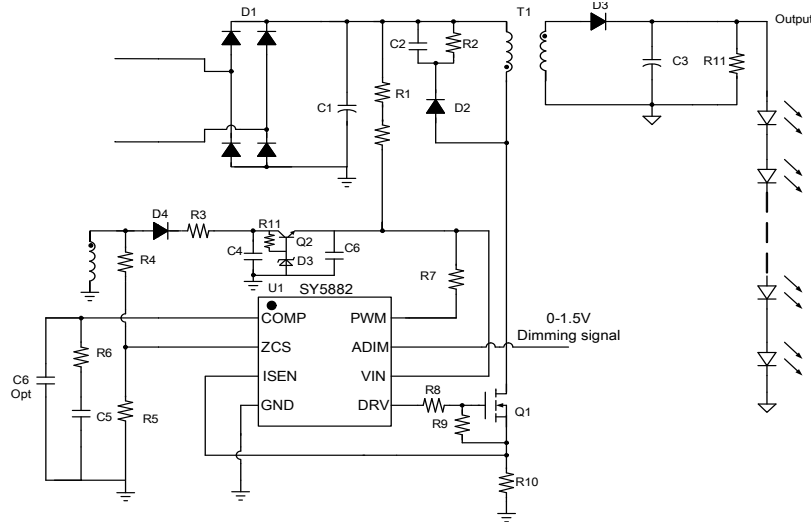 D1
T1
D3
Output
C2
R2
C3
R11
R1
C1
D2
D4
R3
R11
Q2
C4
D3
C6
R4
R7
U1
SY5882
COMP
PWM
0-1.5V
Dimming signal
ZCS
ADIM
R6
C6
Opt
ISEN
VIN
C5
R5
GND
DRV
R8
R9
Q1
R10